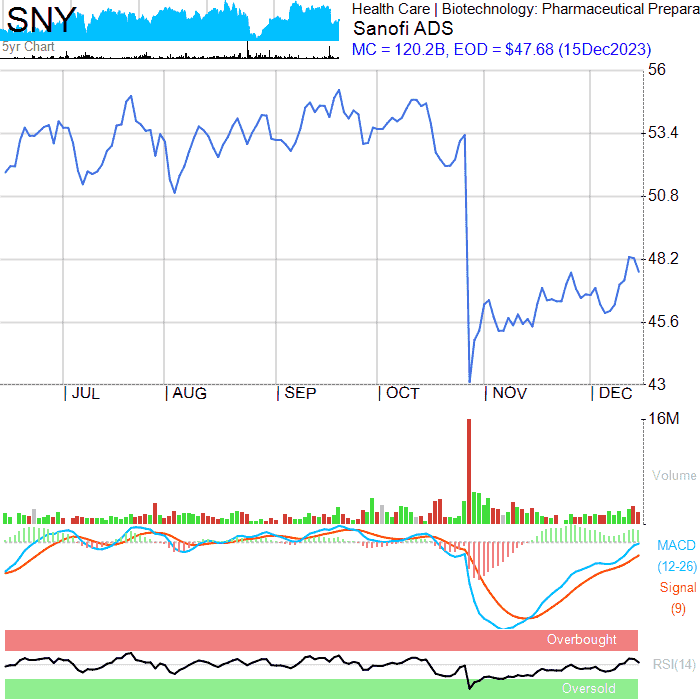 SNY
5yr Chart
Health Care | Biotechnology: Pharmaceutical Prepara
Sanofi ADS
MC = 120.2B, EOD = $47.68 (15Dec2023)
56
53.4
50.8
48.2
45.6
43
| JUL | AUG | SEP | OCT | NOV | DEC
16M
Volume
MACD
(12-26)
Signal
(9)
Overbought
RSI(14)
Oversold